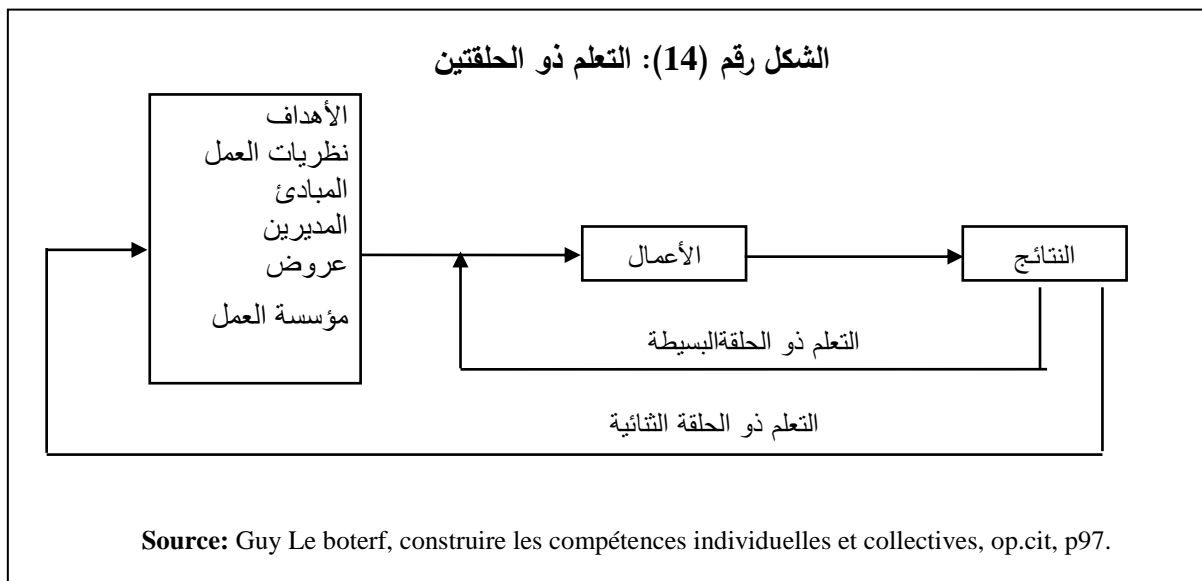 الشكل رقم (14): التعلم ذو الحلقتين
الأهداف
نظريات العمل
المبادئ
المديرين
عروض
مؤسسة العمل
الأعمال
النتائج
التعلم ذو الحلقةالبسيطة
التعلم ذو الحلقة الثنائية
Source: Guy Le boterf, construire les compétences individuelles et collectives, op.cit, p97.